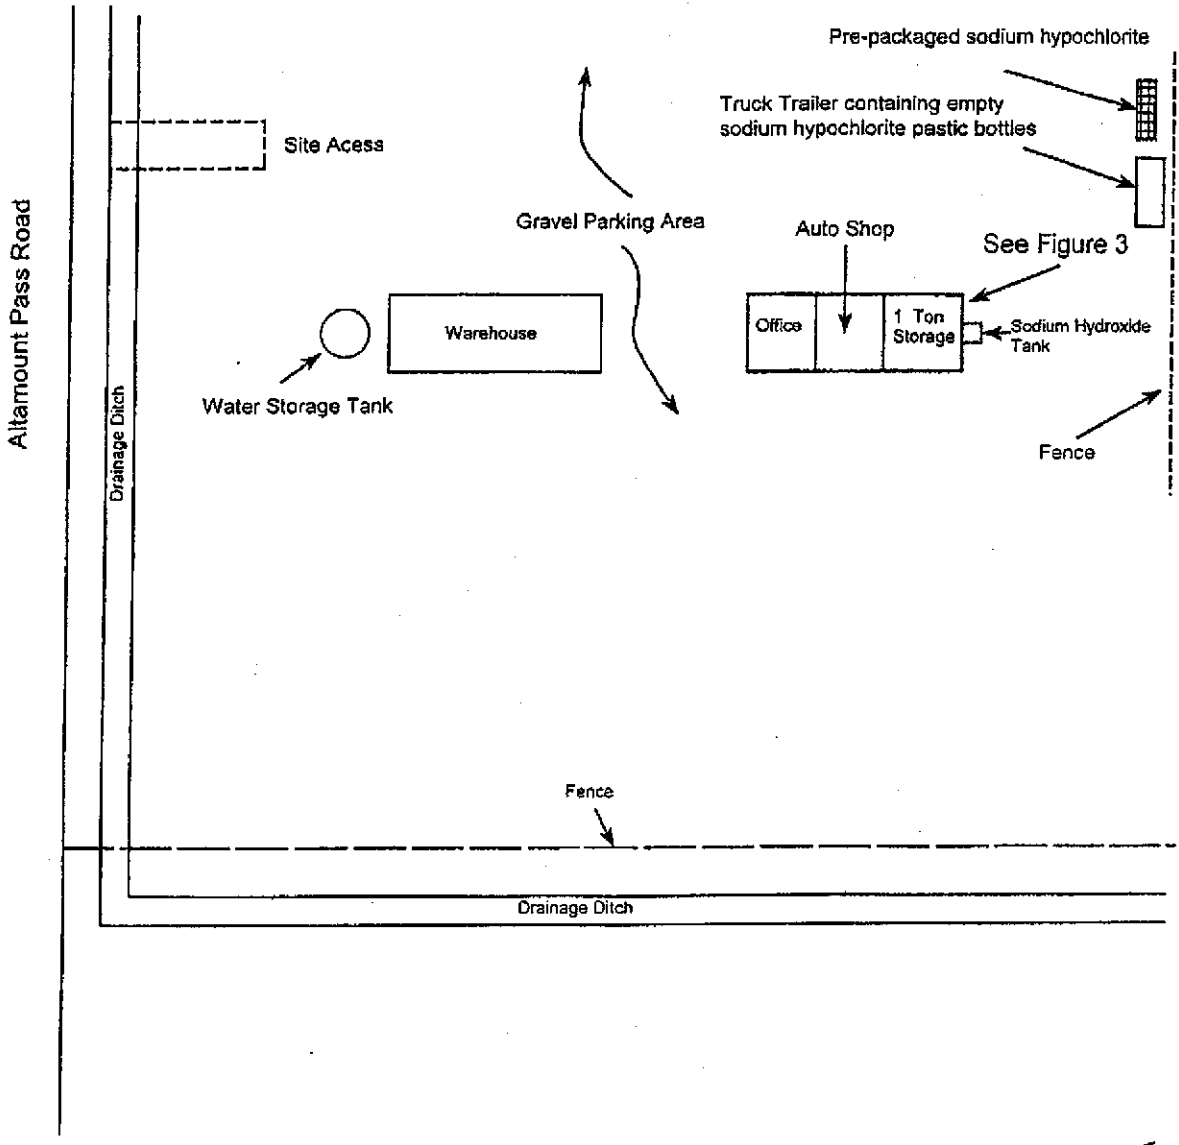 Pre-packaged sodium hypochlorite
Truck Trailer containing empty
sodium hypochlorite pastic bottles
Site Acess
Altamount Pass Road
Gravel Parking Area
Auto Shop
See Figure 3
Warehouse
Office
1 Ton
Storage
Sodium Hydroxide
Tank
Water Storage Tank
Drainage Ditch
Fence
Fence
Drainage Ditch